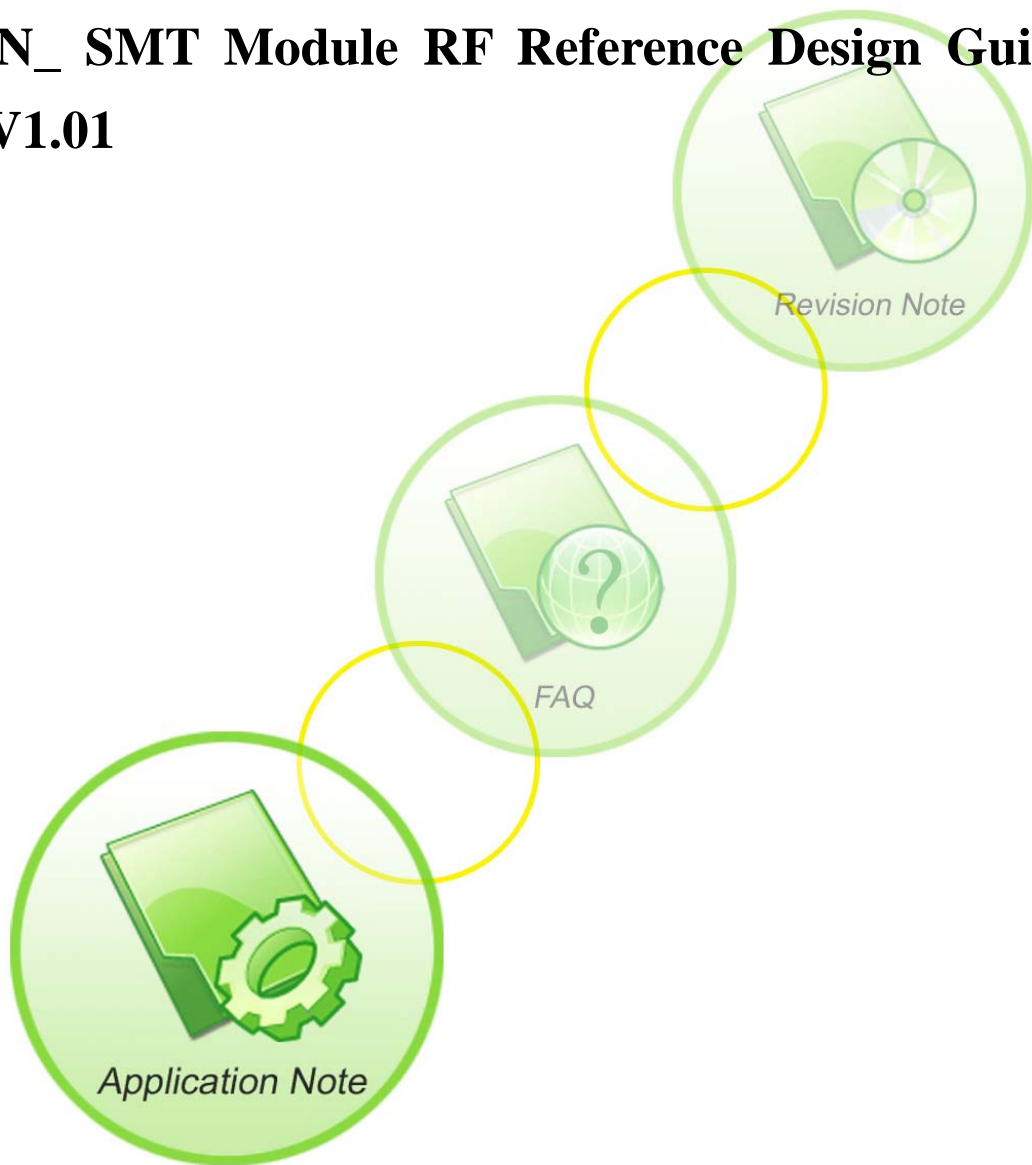 N_ SMT Module RF Reference Design Gui
V1.01
Revision Note
?
FAQ
Application Note